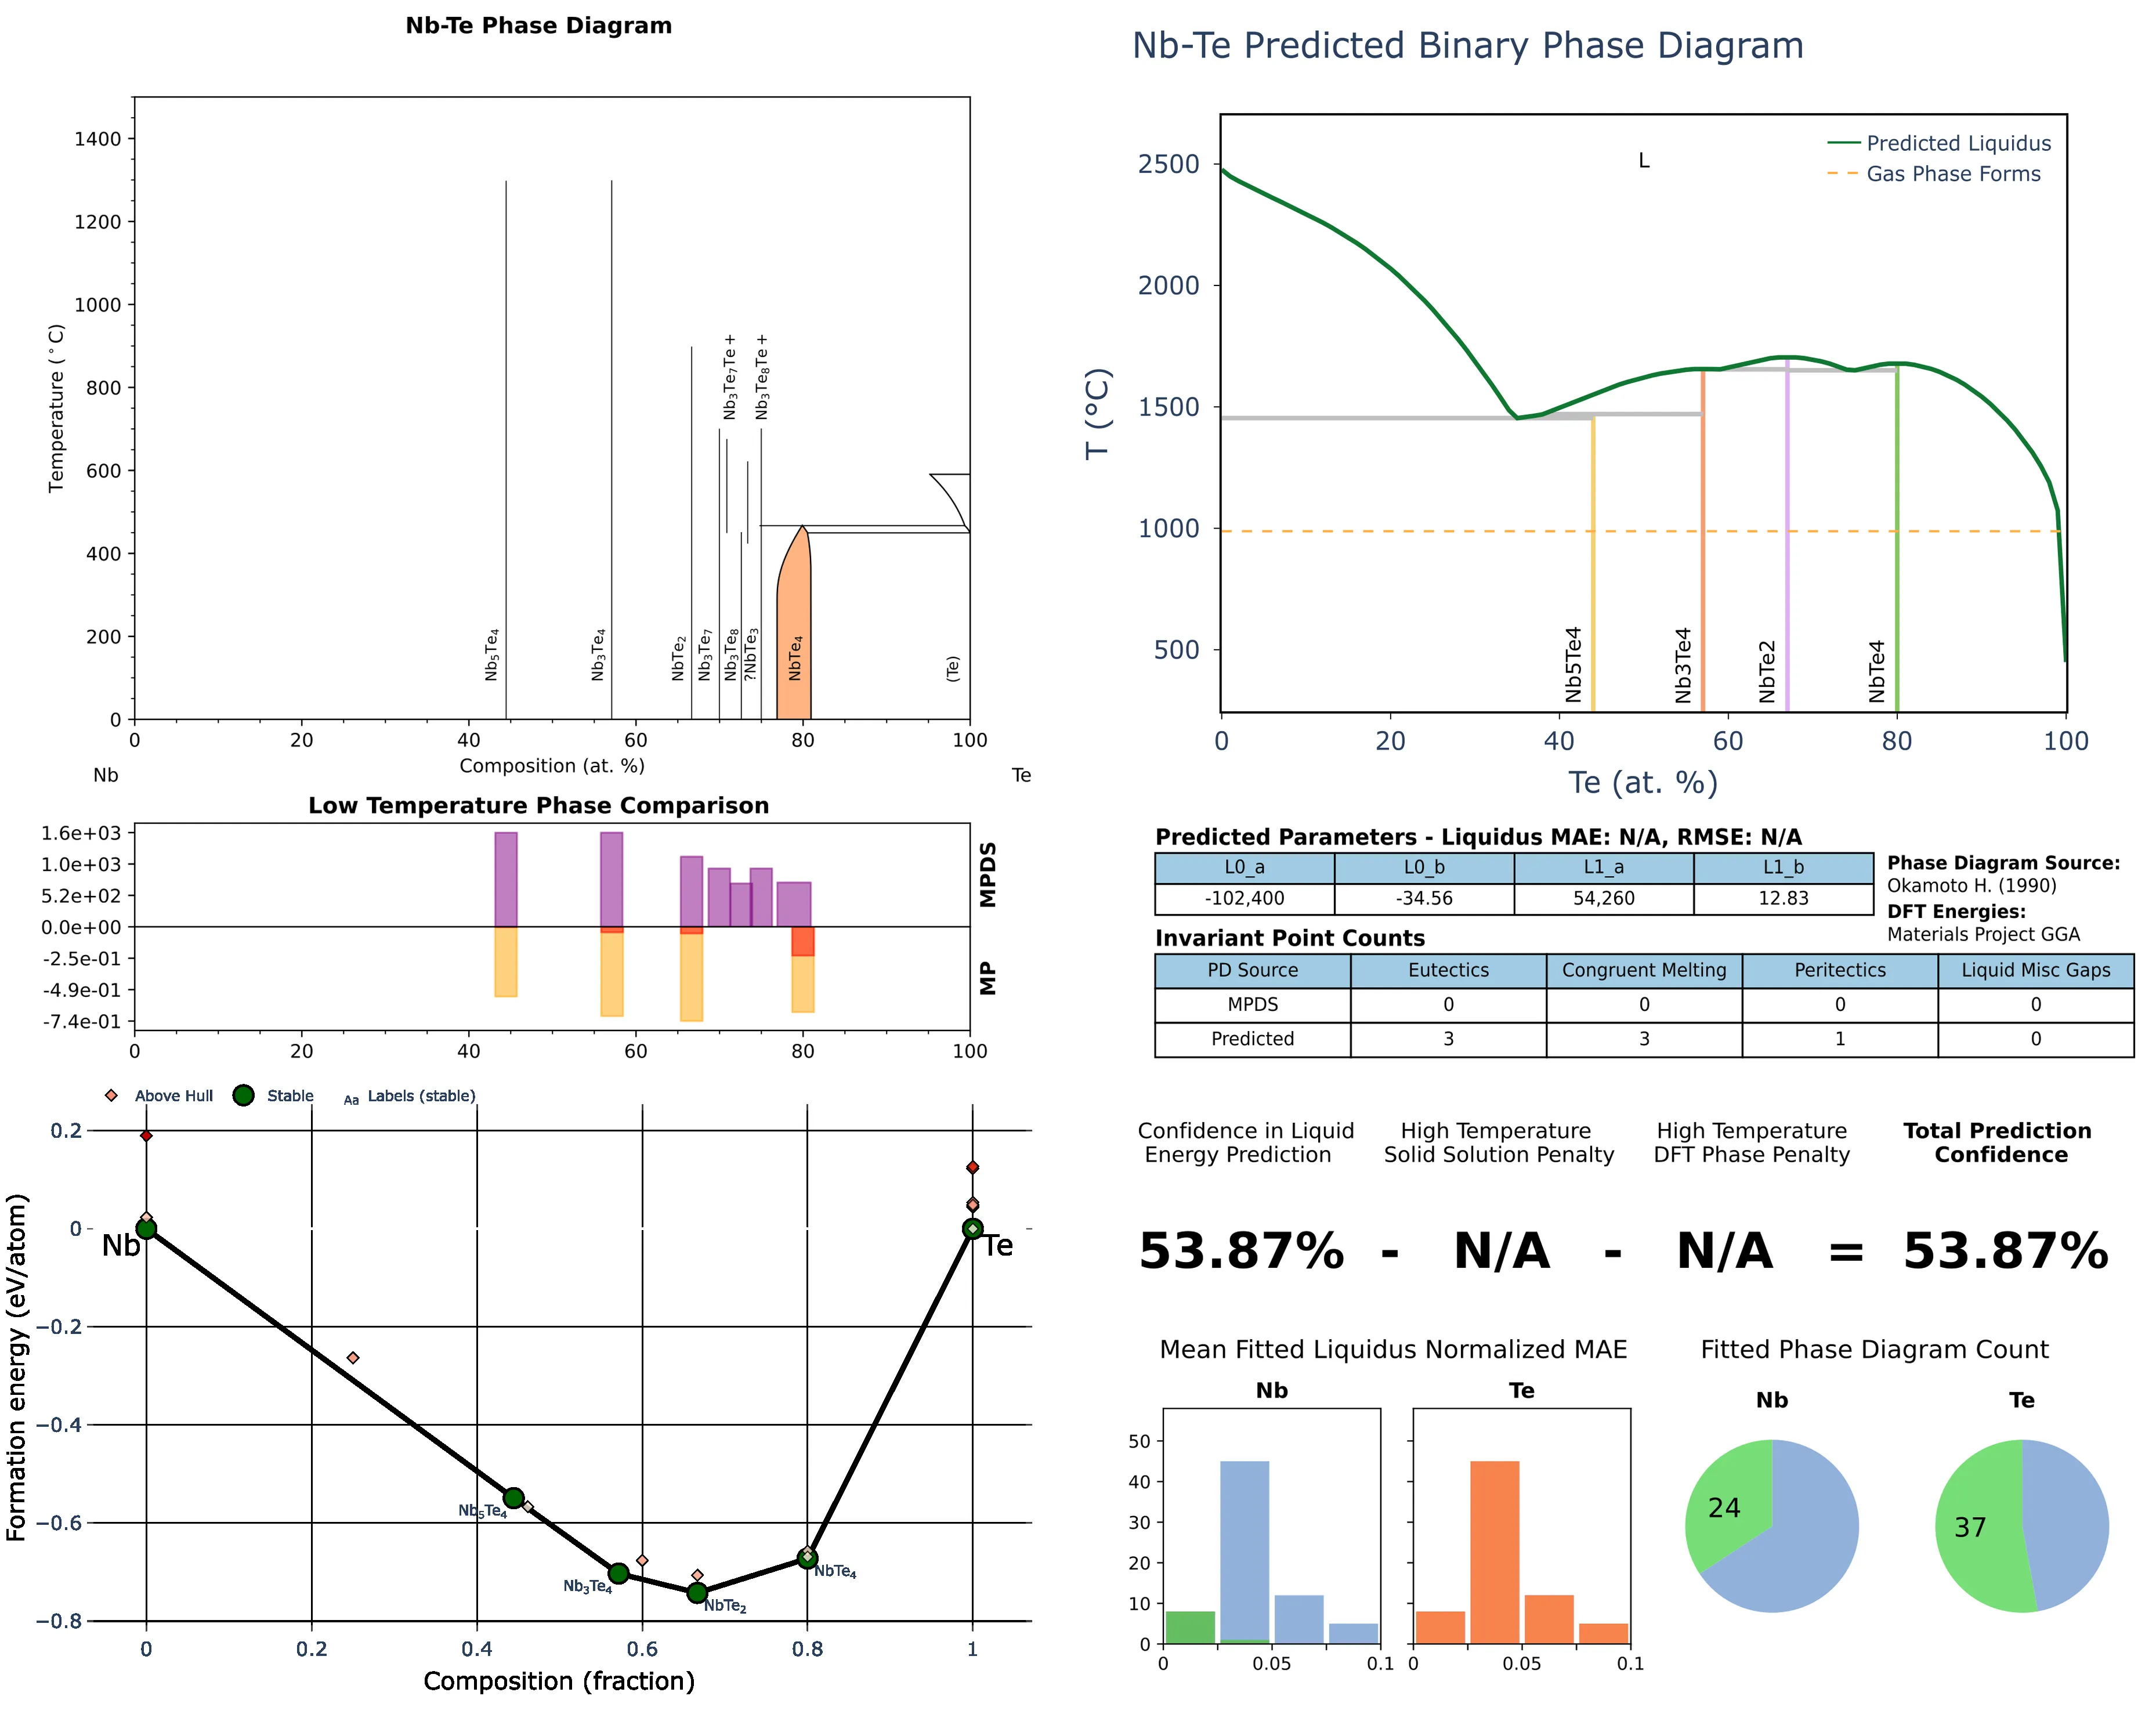 Nb-Te Phase Diagram
1400
1200
1000
800
600
400
200
0
Temperature (°C)
Nb₅Te₄
Nb₃Te₄
NbTe₂
Nb₃Te₇
Nb₃Te₇Te +
Nb₃Te₈
?NbTe₃
Nb₃Te₈Te +
NbTe₄
(Te)
0 20 40 60 80 100
Composition (at. %)
Nb Te
Low Temperature Phase Comparison
1.6e+03
1.0e+03
5.2e+02
0.0e+00
-2.5e-01
-4.9e-01
-7.4e-01
MPDS
MP
0 20 40 60 80 100
Above Hull Stable Aa Labels (stable)
0.2
0
−0.2
−0.4
−0.6
−0.8
Formation energy (eV/atom)
Nb
Te
Nb₅Te₄
Nb₃Te₄
NbTe₂
NbTe₄
0 0.2 0.4 0.6 0.8 1
Composition (fraction)
Nb-Te Predicted Binary Phase Diagram
2500
2000
1500
1000
500
T (°C)
L
Predicted Liquidus
Gas Phase Forms
Nb5Te4
Nb3Te4
NbTe2
NbTe4
0 20 40 60 80 100
Te (at. %)
Predicted Parameters - Liquidus MAE: N/A, RMSE: N/A
L0_a L0_b L1_a L1_b
-102,400 -34.56 54,260 12.83
Phase Diagram Source:
Okamoto H. (1990)
DFT Energies:
Materials Project GGA
Invariant Point Counts
PD Source Eutectics Congruent Melting Peritectics Liquid Misc Gaps
MPDS 0 0 0 0
Predicted 3 3 1 0
Confidence in Liquid
Energy Prediction
High Temperature
Solid Solution Penalty
High Temperature
DFT Phase Penalty
Total Prediction
Confidence
53.87% - N/A - N/A = 53.87%
Mean Fitted Liquidus Normalized MAE
Nb Te
50
40
30
20
10
0
0 0.05 0.1
0 0.05 0.1
Fitted Phase Diagram Count
Nb Te
24
37